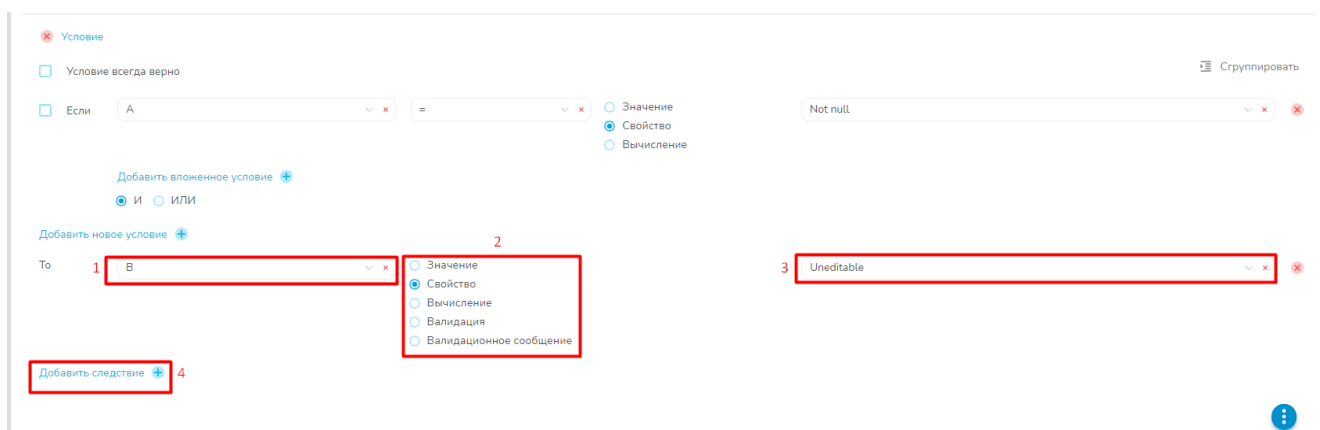 Условие
Условие всегда верно
Сгруппировать
Если A = Значение Not null
Свойство
Вычисление
Добавить вложенное условие
И ИЛИ
Добавить новое условие
2
То 1 B Значение 3 Uneditable
Свойство
Вычисление
Валидация
Валидационное сообщение
Добавить следствие 4